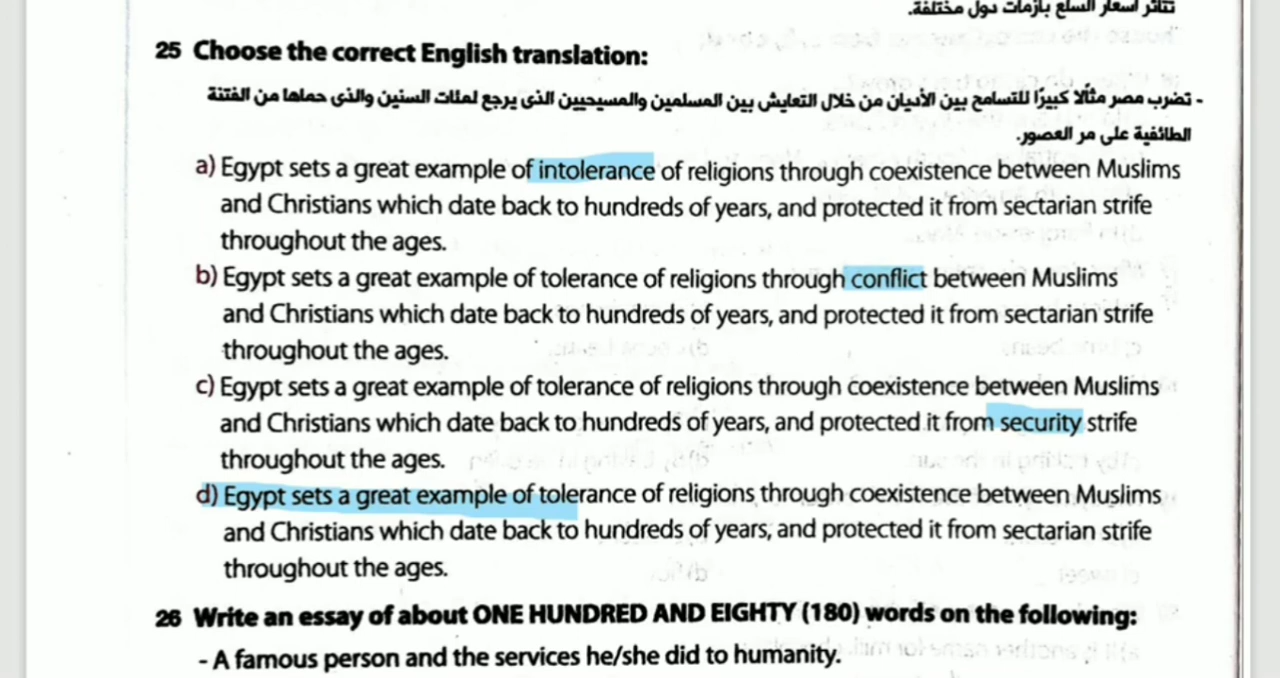 تتأثر أسعار السلع بأزمات دول مختلفة.
25 Choose the correct English translation:
- تضرب مصر مثالًا كبيرًا للتسامح بين الأديان من خلال التعايش بين المسلمين والمسيحيين الذى يرجع لمئات السنين والذى حماها من الفتنة
الطائفية على مر العصور.
a) Egypt sets a great example of intolerance of religions through coexistence between Muslims
and Christians which date back to hundreds of years, and protected it from sectarian strife
throughout the ages.
b) Egypt sets a great example of tolerance of religions through conflict between Muslims
and Christians which date back to hundreds of years, and protected it from sectarian strife
throughout the ages.
c) Egypt sets a great example of tolerance of religions through coexistence between Muslims
and Christians which date back to hundreds of years, and protected it from security strife
throughout the ages.
d) Egypt sets a great example of tolerance of religions through coexistence between Muslims
and Christians which date back to hundreds of years, and protected it from sectarian strife
throughout the ages.
26 Write an essay of about ONE HUNDRED AND EIGHTY (180) words on the following:
- A famous person and the services he/she did to humanity.